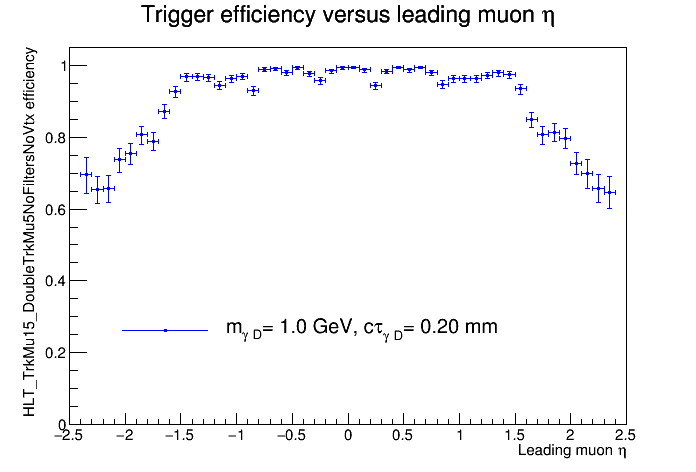 Trigger efficiency versus leading muon η
HLT_TrkMu15_DoubleTrkMu5NoFiltersNoVtx efficiency
1
0.8
0.6
0.4
0.2
0
m_γ D = 1.0 GeV, cτ_γ D = 0.20 mm
−2.5 −2 −1.5 −1 −0.5 0 0.5 1 1.5 2 2.5
Leading muon η